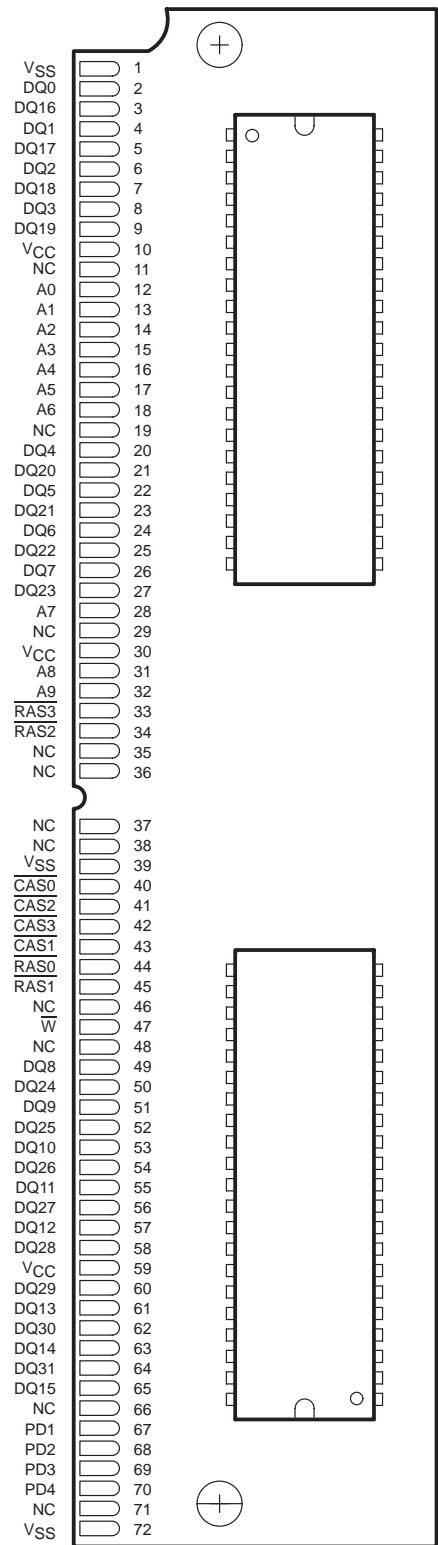 VSS 1
DQ0 2
DQ16 3
DQ1 4
DQ17 5
DQ2 6
DQ18 7
DQ3 8
DQ19 9
VCC 10
NC 11
A0 12
A1 13
A2 14
A3 15
A4 16
A5 17
A6 18
NC 19
DQ4 20
DQ20 21
DQ5 22
DQ21 23
DQ6 24
DQ22 25
DQ7 26
DQ23 27
A7 28
NC 29
VCC 30
A8 31
A9 32
RAS3 33
RAS2 34
NC 35
NC 36
NC 37
NC 38
VSS 39
CAS0 40
CAS2 41
CAS3 42
CAS1 43
RAS0 44
RAS1 45
NC 46
W 47
NC 48
DQ8 49
DQ24 50
DQ9 51
DQ25 52
DQ10 53
DQ26 54
DQ11 55
DQ27 56
DQ12 57
DQ28 58
VCC 59
DQ29 60
DQ13 61
DQ30 62
DQ14 63
DQ31 64
DQ15 65
NC 66
PD1 67
PD2 68
PD3 69
PD4 70
NC 71
VSS 72